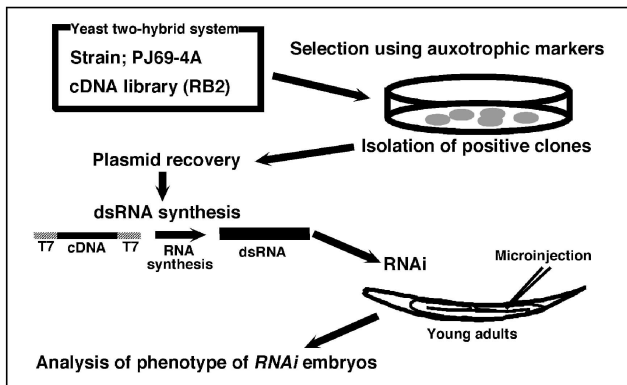 Yeast two-hybrid system
Strain; PJ69-4A
cDNA library (RB2)
Selection using auxotrophic markers
Isolation of positive clones
Plasmid recovery
dsRNA synthesis
T7 cDNA T7
RNA
synthesis
dsRNA
RNAi
Microinjection
Young adults
Analysis of phenotype of RNAi embryos